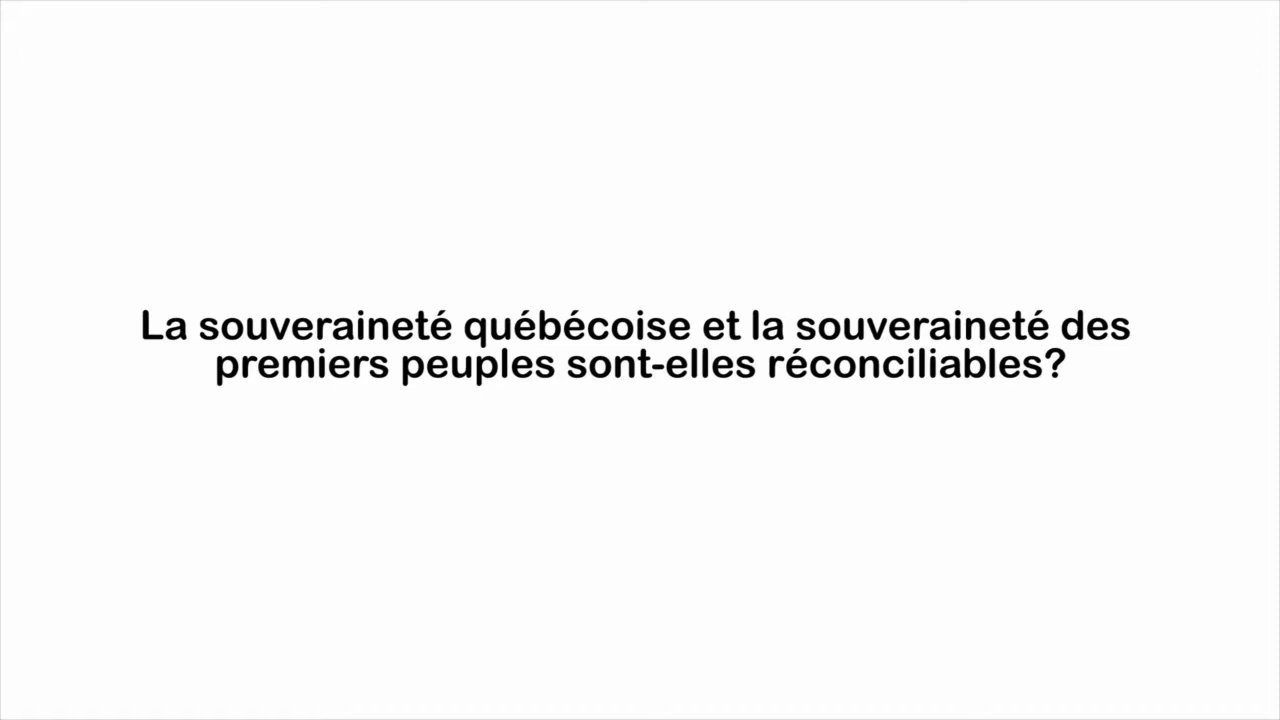 La souveraineté québécoise et la souveraineté des
premiers peuples sont-elles réconciliables?